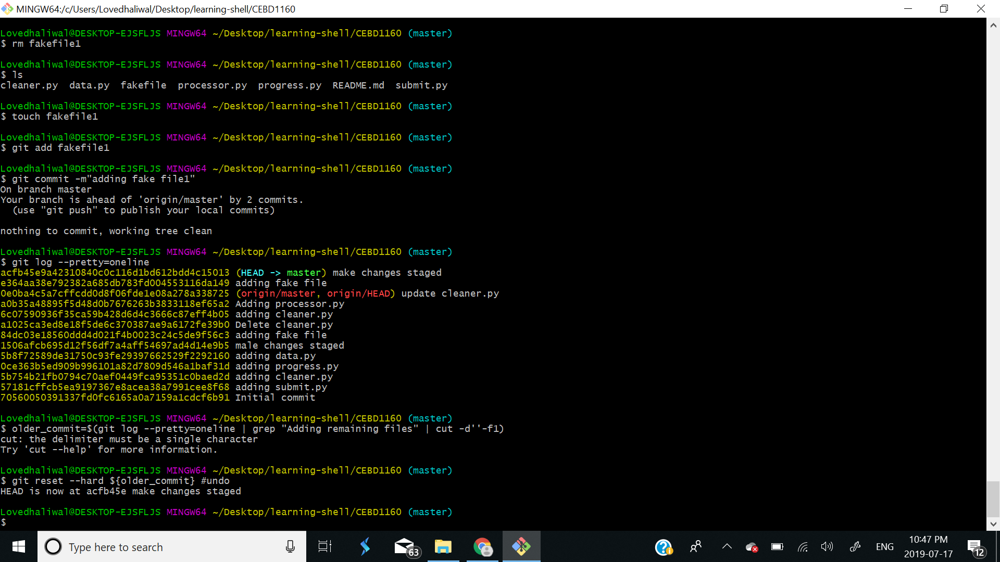 MINGW64:/c/Users/Lovedhaliwal/Desktop/learning-shell/CEBD1160
Lovedhaliwal@DESKTOP-EJSFLJS MINGW64 ~/Desktop/learning-shell/CEBD1160 (master)
$ rm fakefile1
Lovedhaliwal@DESKTOP-EJSFLJS MINGW64 ~/Desktop/learning-shell/CEBD1160 (master)
$ ls
cleaner.py  data.py  fakefile  processor.py  progress.py  README.md  submit.py
Lovedhaliwal@DESKTOP-EJSFLJS MINGW64 ~/Desktop/learning-shell/CEBD1160 (master)
$ touch fakefile1
Lovedhaliwal@DESKTOP-EJSFLJS MINGW64 ~/Desktop/learning-shell/CEBD1160 (master)
$ git add fakefile1
Lovedhaliwal@DESKTOP-EJSFLJS MINGW64 ~/Desktop/learning-shell/CEBD1160 (master)
$ git commit -m"adding fake file1"
On branch master
Your branch is ahead of 'origin/master' by 2 commits.
  (use "git push" to publish your local commits)
nothing to commit, working tree clean
Lovedhaliwal@DESKTOP-EJSFLJS MINGW64 ~/Desktop/learning-shell/CEBD1160 (master)
$ git log --pretty=oneline
acfb45e9a42310840c0c116d1bd612bdd4c15013 (HEAD -> master) make changes staged
e364aa38e792382a685db783fd004553116da149 adding fake file
0e0ba4c5a7cffcdd0d8f06fde1e08a278a338725 (origin/master, origin/HEAD) update cleaner.py
a0b35a48895f5d48d0b7676263b3833118ef65a2 Adding processor.py
6c07590936f35ca59b428d6d4c3666c87eff4b05 adding cleaner.py
a1025ca3ed8e18f5de6c370387ae9a6172fe39b0 Delete cleaner.py
84dc03e18560ddd4d021f4b0023c24c5de9f56c3 adding fake file
1506afcb695d12f56df7a4aff54697ad4d14e9b5 male changes staged
5b8f72589de31750c93fe29397662529f2292160 adding data.py
0ce363b5ed909b996101a82d7809d546a1baf31d adding progress.py
5b754b21fb0794c70aef0449fca95351c0baed2d adding cleaner.py
57181cffcb5ea9197367e8acea38a7991cee8f68 adding submit.py
70560050391337fd0fc6165a0a7159a1cdcf6b91 Initial commit
Lovedhaliwal@DESKTOP-EJSFLJS MINGW64 ~/Desktop/learning-shell/CEBD1160 (master)
$ older_commit=$(git log --pretty=oneline | grep "Adding remaining files" | cut -d''-f1)
cut: the delimiter must be a single character
Try 'cut --help' for more information.
Lovedhaliwal@DESKTOP-EJSFLJS MINGW64 ~/Desktop/learning-shell/CEBD1160 (master)
$ git reset --hard ${older_commit} #undo
HEAD is now at acfb45e make changes staged
Lovedhaliwal@DESKTOP-EJSFLJS MINGW64 ~/Desktop/learning-shell/CEBD1160 (master)
$
Type here to search
63
ENG
10:47 PM
2019-07-17
12